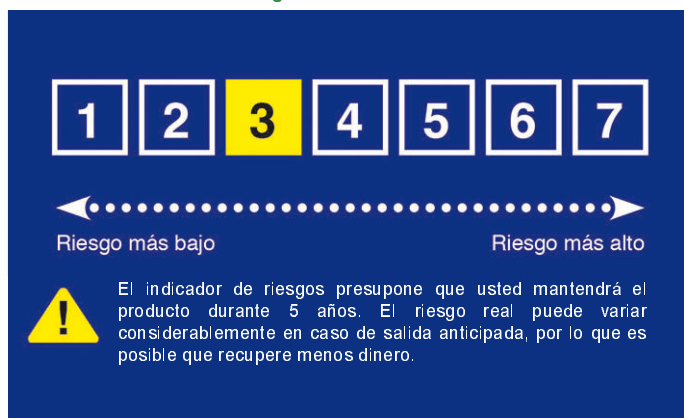 1 2 3 4 5 6 7
Riesgo más bajo Riesgo más alto
El indicador de riesgos presupone que usted mantendrá el
producto durante 5 años. El riesgo real puede variar
considerablemente en caso de salida anticipada, por lo que es
posible que recupere menos dinero.